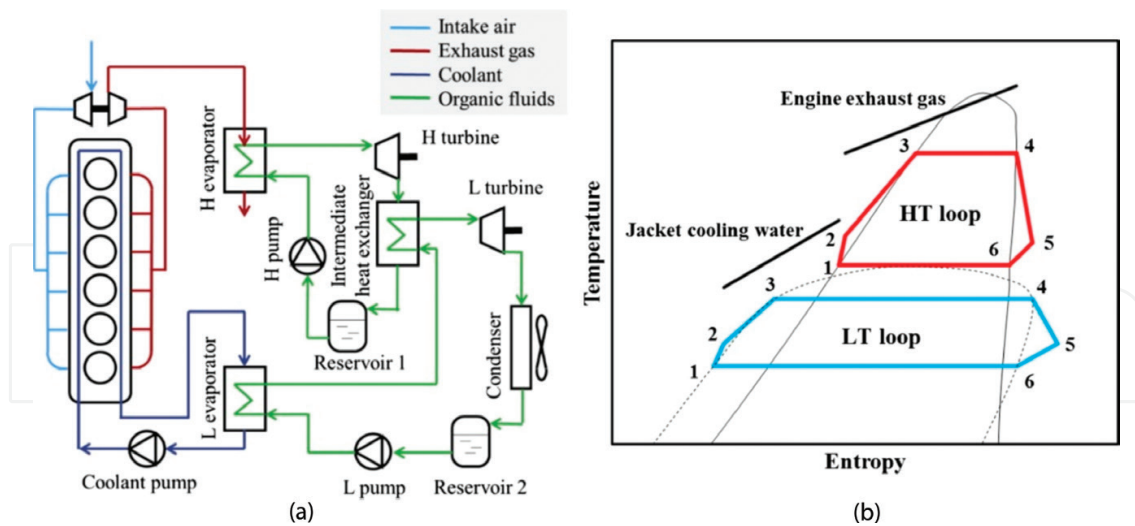 Intake air
Exhaust gas
Coolant
Organic fluids
H evaporator
H turbine
L turbine
H pump
Intermediate
heat exchanger
Reservoir 1
Condenser
L evaporator
Coolant pump
L pump
Reservoir 2
(a)
Temperature
Engine exhaust gas
3
4
HT loop
Jacket cooling water
2
1
6
5
3
4
LT loop
2
1
5
6
Entropy
(b)